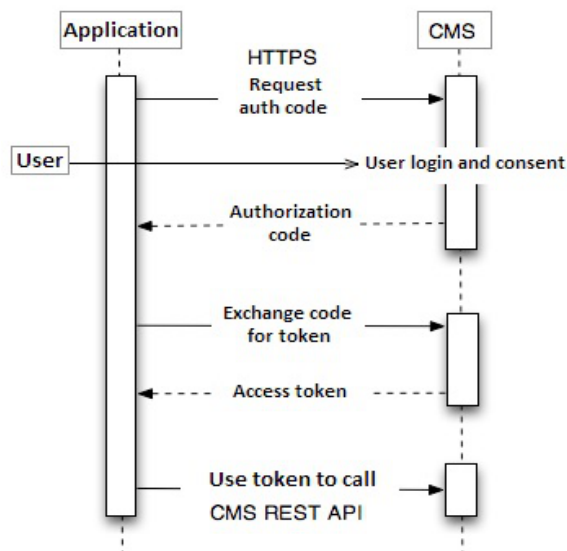 Application
CMS
HTTPS
Request
auth code
User
User login and consent
Authorization
code
Exchange code
for token
Access token
Use token to call
CMS REST API